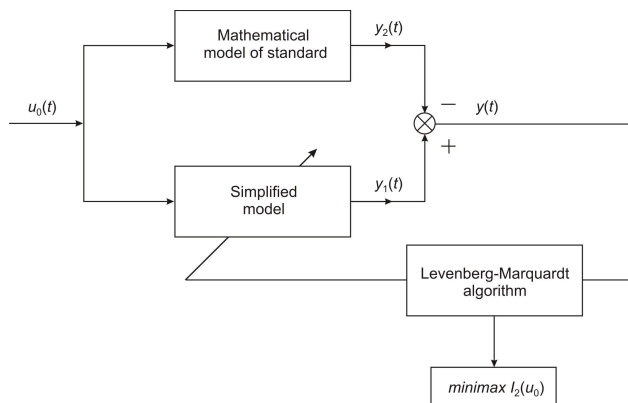 Mathematical
model of standard
y₂(t)
u₀(t)
−
y(t)
+
Simplified
model
y₁(t)
Levenberg-Marquardt
algorithm
minimax I₂(u₀)